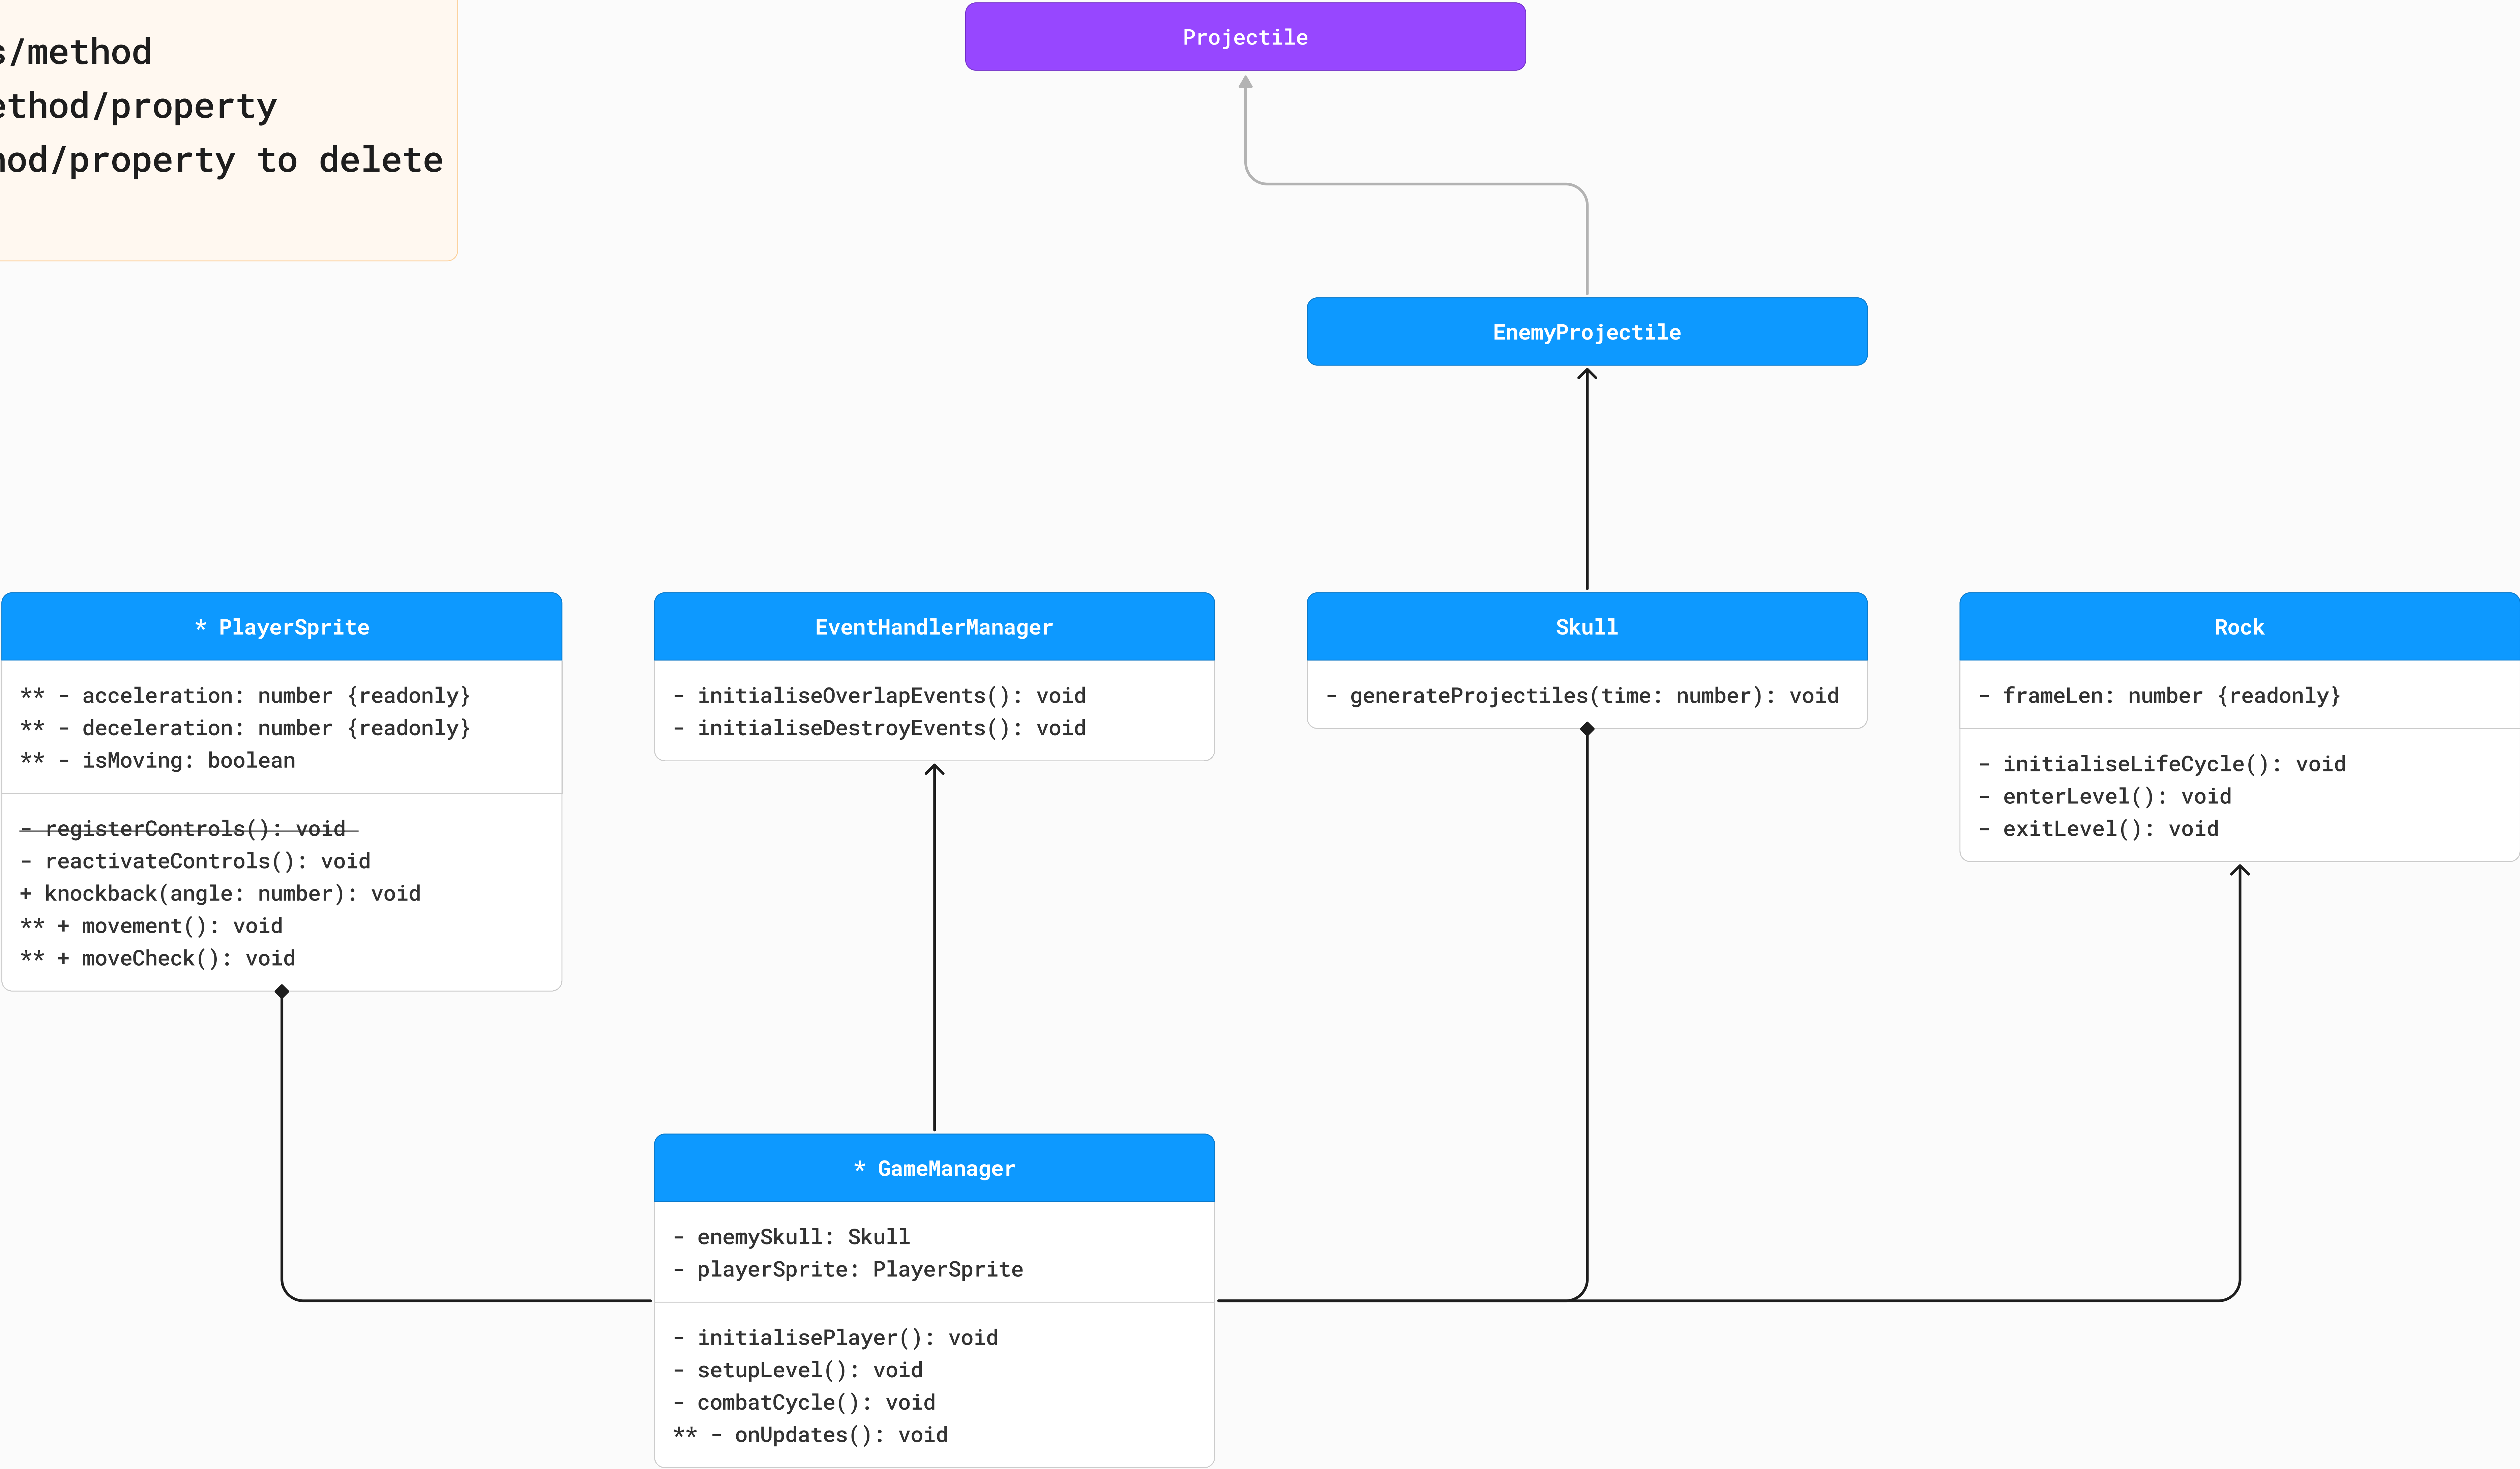 s/method
ethod/property
hod/property to delete
Projectile
EnemyProjectile
* PlayerSprite
** - acceleration: number {readonly}
** - deceleration: number {readonly}
** - isMoving: boolean
- registerControls(): void
- reactivateControls(): void
+ knockback(angle: number): void
** + movement(): void
** + moveCheck(): void
EventHandlerManager
- initialiseOverlapEvents(): void
- initialiseDestroyEvents(): void
Skull
- generateProjectiles(time: number): void
Rock
- frameLen: number {readonly}
- initialiseLifeCycle(): void
- enterLevel(): void
- exitLevel(): void
* GameManager
- enemySkull: Skull
- playerSprite: PlayerSprite
- initialisePlayer(): void
- setupLevel(): void
- combatCycle(): void
** - onUpdates(): void